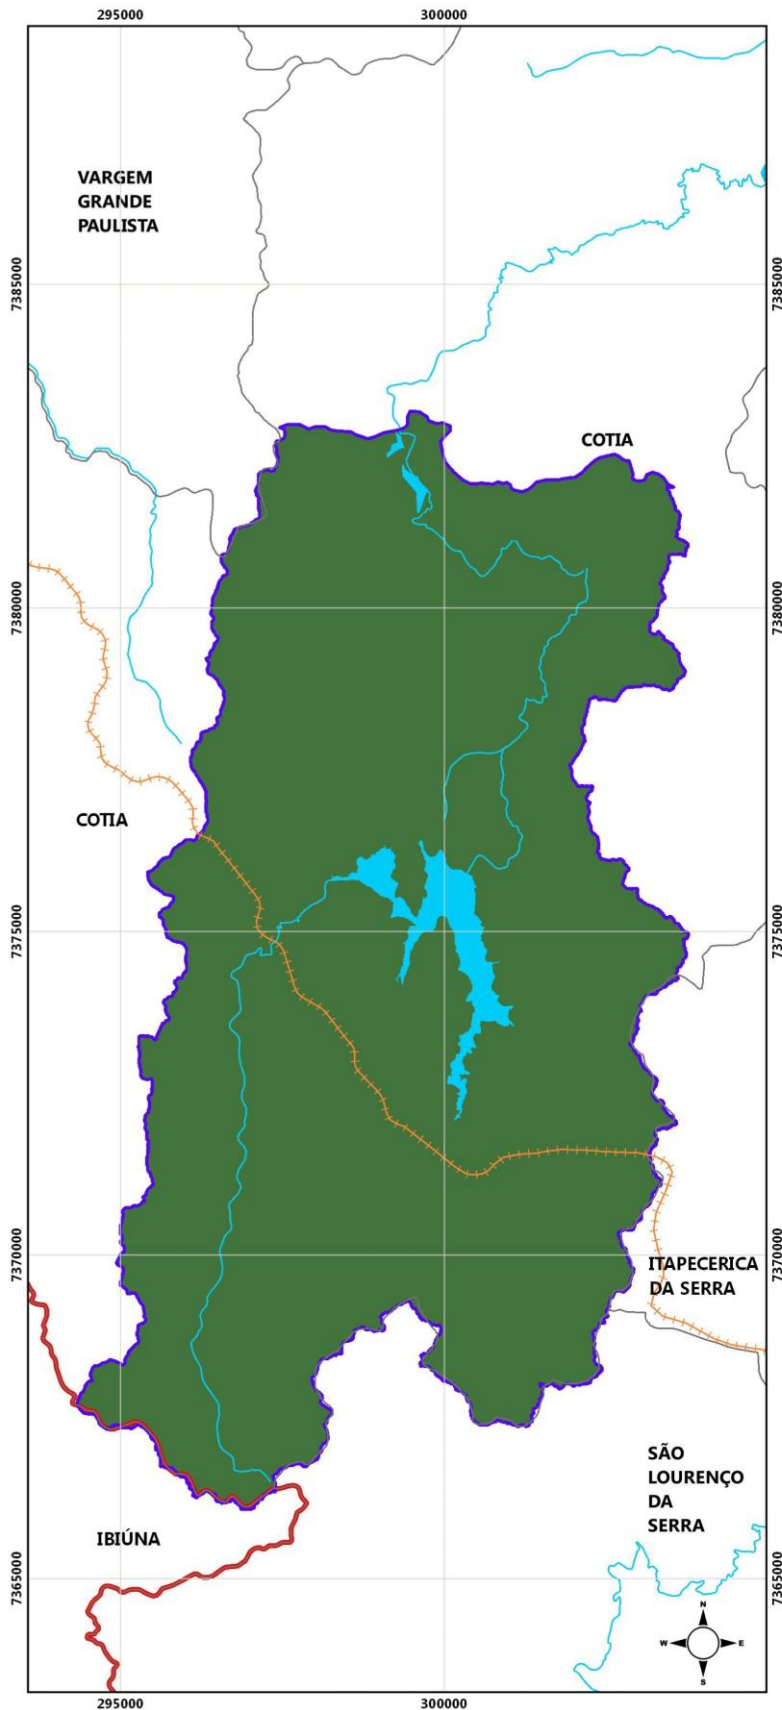 295000
300000
VARGEM
GRANDE
PAULISTA
7385000
7385000
COTIA
7380000
7380000
COTIA
7375000
7375000
7370000
7370000
ITAPECERICA
DA SERRA
SÃO
LOURENÇO
DA
SERRA
IBIÚNA
7365000
7365000
N
W
E
S
295000
300000